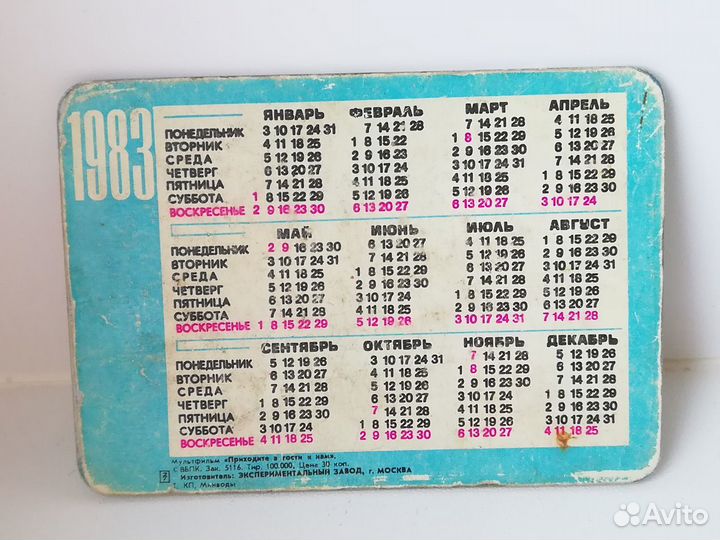 1983
ЯНВАРЬ ФЕВРАЛЬ МАРТ АПРЕЛЬ
ПОНЕДЕЛЬНИК 3 10 17 24 31 7 14 21 28 7 14 21 28 4 11 18 25
ВТОРНИК 4 11 18 25 1 8 15 22 1 8 15 22 29 5 12 19 26
СРЕДА 5 12 19 26 2 9 16 23 2 9 16 23 30 6 13 20 27
ЧЕТВЕРГ 6 13 20 27 3 10 17 24 3 10 17 24 31 7 14 21 28
ПЯТНИЦА 7 14 21 28 4 11 18 25 4 11 18 25 1 8 15 22 29
СУББОТА 1 8 15 22 29 5 12 19 26 5 12 19 26 2 9 16 23 30
ВОСКРЕСЕНЬЕ 2 9 16 23 30 6 13 20 27 6 13 20 27 3 10 17 24
МАЙ ИЮНЬ ИЮЛЬ АВГУСТ
ПОНЕДЕЛЬНИК 2 9 16 23 30 6 13 20 27 4 11 18 25 1 8 15 22 29
ВТОРНИК 3 10 17 24 31 7 14 21 28 5 12 19 26 2 9 16 23 30
СРЕДА 4 11 18 25 1 8 15 22 29 6 13 20 27 3 10 17 24 31
ЧЕТВЕРГ 5 12 19 26 2 9 16 23 30 7 14 21 28 4 11 18 25
ПЯТНИЦА 6 13 20 27 3 10 17 24 1 8 15 22 29 5 12 19 26
СУББОТА 7 14 21 28 4 11 18 25 2 9 16 23 30 6 13 20 27
ВОСКРЕСЕНЬЕ 1 8 15 22 29 5 12 19 26 3 10 17 24 31 7 14 21 28
СЕНТЯБРЬ ОКТЯБРЬ НОЯБРЬ ДЕКАБРЬ
ПОНЕДЕЛЬНИК 5 12 19 26 3 10 17 24 31 7 14 21 28 5 12 19 26
ВТОРНИК 6 13 20 27 4 11 18 25 1 8 15 22 29 6 13 20 27
СРЕДА 7 14 21 28 5 12 19 26 2 9 16 23 30 7 14 21 28
ЧЕТВЕРГ 1 8 15 22 29 6 13 20 27 3 10 17 24 1 8 15 22 29
ПЯТНИЦА 2 9 16 23 30 7 14 21 28 4 11 18 25 2 9 16 23 30
СУББОТА 3 10 17 24 1 8 15 22 29 5 12 19 26 3 10 17 24 31
ВОСКРЕСЕНЬЕ 4 11 18 25 2 9 16 23 30 6 13 20 27 4 11 18 25
Мультфильм «Приходите в гости к нам».
С ВБПК. Зак. 5116. Тир. 100.000. Цена 30 коп.
Изготовитель: ЭКСПЕРИМЕНТАЛЬНЫЙ ЗАВОД, г. МОСКВА
Т. КП, Минводы
Avito